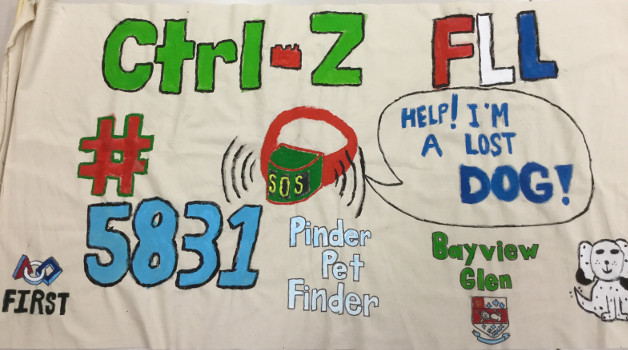 Ctrl-Z FLL
HELP! I'M
A LOST
DOG!
#
5831
SOS
Pinder
Pet
Finder
Bayview
Glen
FIRST